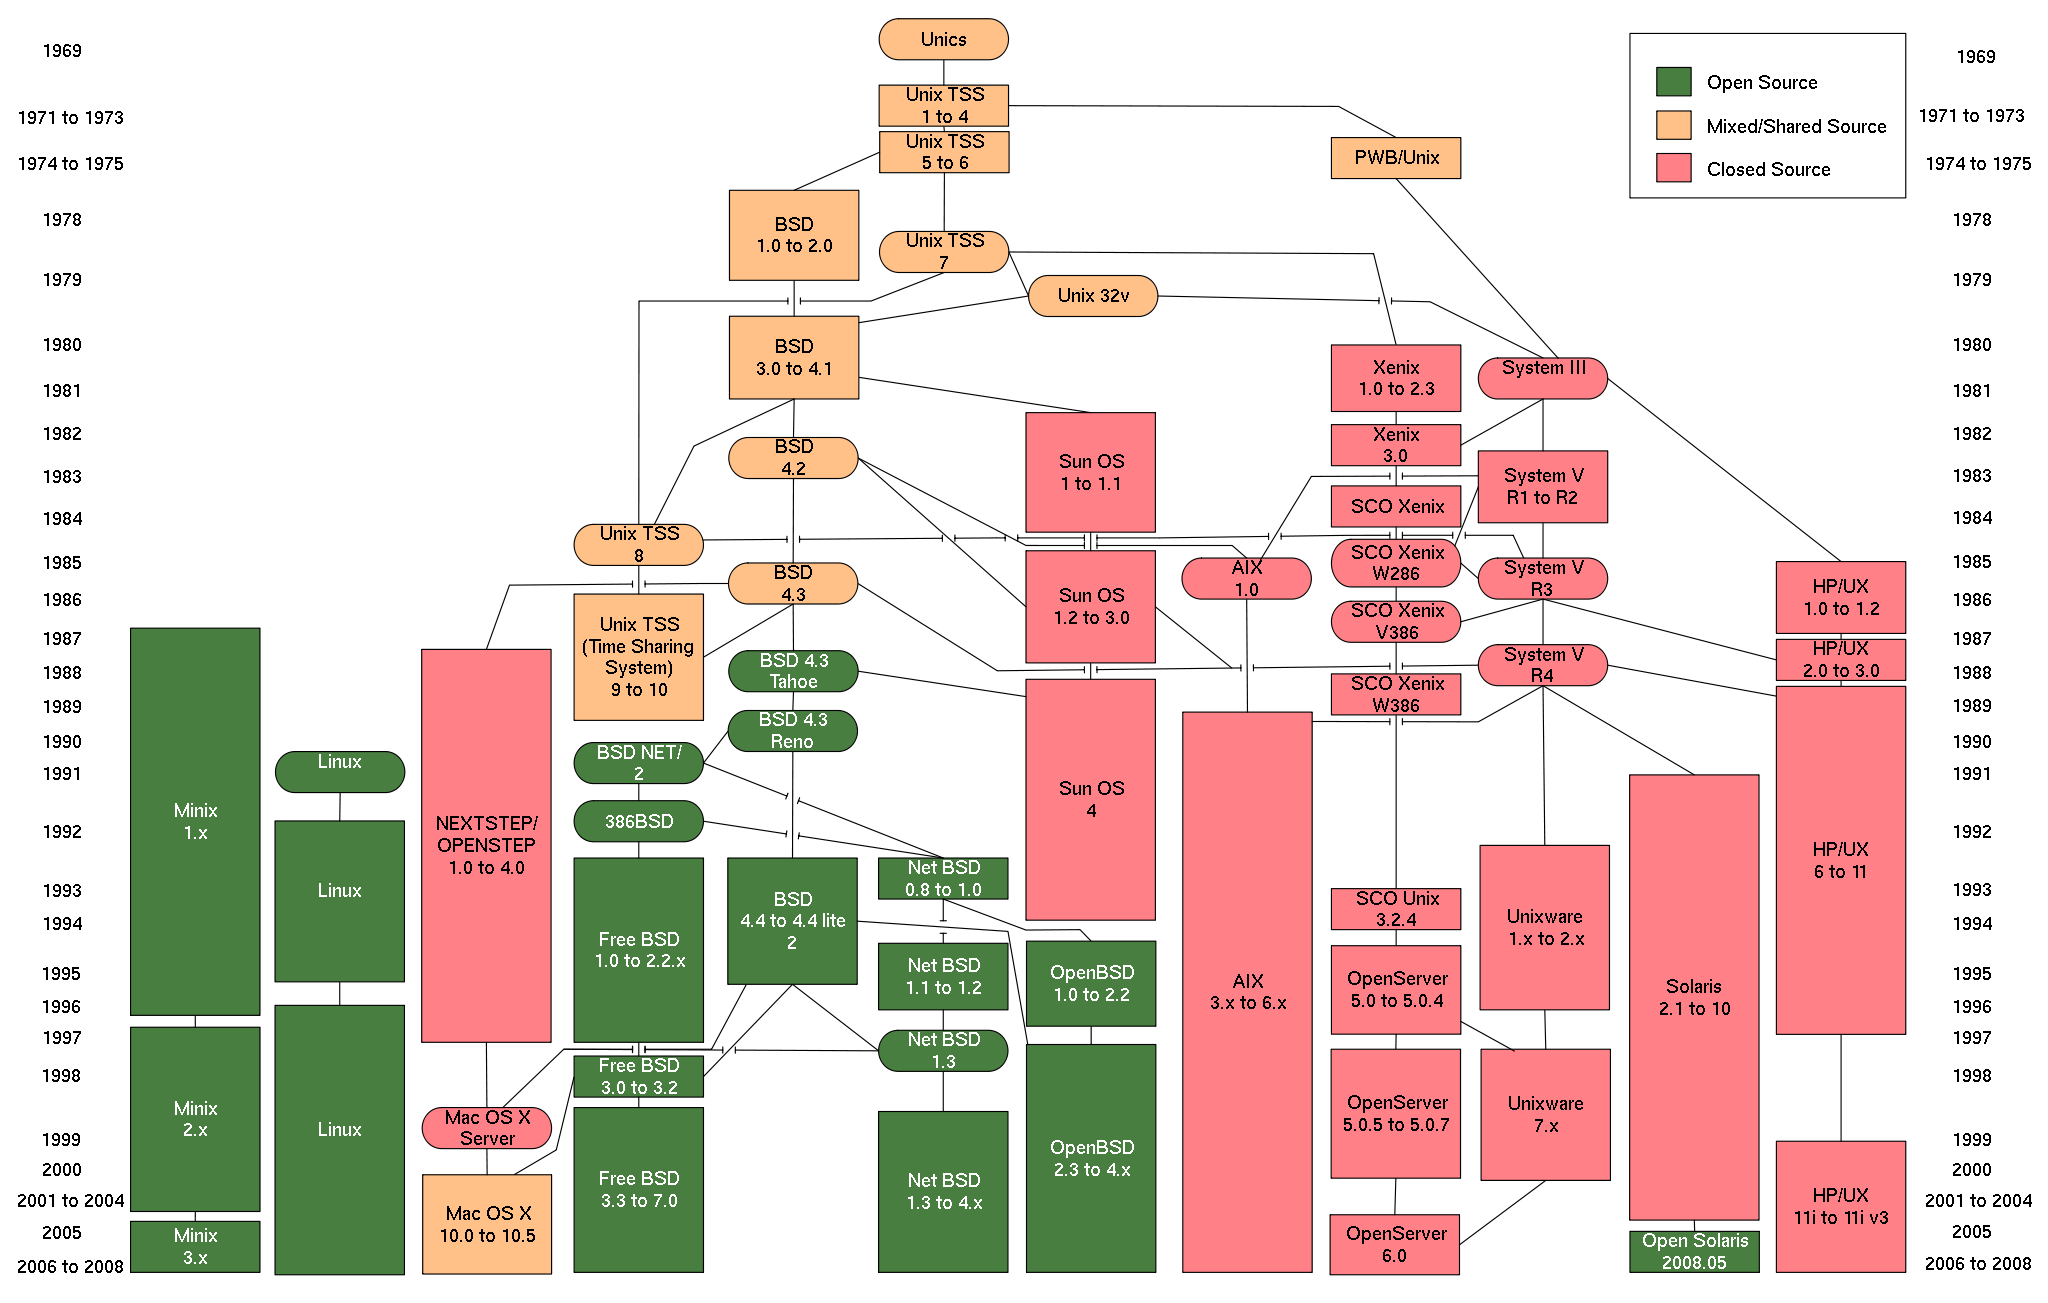 1969
1971 to 1973
1974 to 1975
1978
1979
1980
1981
1982
1983
1984
1985
1986
1987
1988
1989
1990
1991
1992
1993
1994
1995
1996
1997
1998
1999
2000
2001 to 2004
2005
2006 to 2008
Minix
1.x
Minix
2.x
Minix
3.x
Linux
Linux
Linux
NEXTSTEP/
OPENSTEP
1.0 to 4.0
Mac OS X
Server
Mac OS X
10.0 to 10.5
Unix TSS
8
Unix TSS
(Time Sharing
System)
9 to 10
BSD NET/
2
386BSD
Free BSD
1.0 to 2.2.x
Free BSD
3.0 to 3.2
Free BSD
3.3 to 7.0
BSD
1.0 to 2.0
BSD
3.0 to 4.1
BSD
4.2
BSD
4.3
BSD 4.3
Tahoe
BSD 4.3
Reno
BSD
4.4 to 4.4 lite
2
Unics
Unix TSS
1 to 4
Unix TSS
5 to 6
Unix TSS
7
Net BSD
0.8 to 1.0
Net BSD
1.1 to 1.2
Net BSD
1.3
Net BSD
1.3 to 4.x
Unix 32v
Sun OS
1 to 1.1
Sun OS
1.2 to 3.0
Sun OS
4
OpenBSD
1.0 to 2.2
OpenBSD
2.3 to 4.x
AIX
1.0
AIX
3.x to 6.x
PWB/Unix
Xenix
1.0 to 2.3
Xenix
3.0
SCO Xenix
SCO Xenix
W286
SCO Xenix
V386
SCO Xenix
W386
SCO Unix
3.2.4
OpenServer
5.0 to 5.0.4
OpenServer
5.0.5 to 5.0.7
OpenServer
6.0
System III
System V
R1 to R2
System V
R3
System V
R4
Unixware
1.x to 2.x
Unixware
7.x
Solaris
2.1 to 10
Open Solaris
2008.05
HP/UX
1.0 to 1.2
HP/UX
2.0 to 3.0
HP/UX
6 to 11
HP/UX
11i to 11i v3
Open Source
Mixed/Shared Source
Closed Source
1969
1971 to 1973
1974 to 1975
1978
1979
1980
1981
1982
1983
1984
1985
1986
1987
1988
1989
1990
1991
1992
1993
1994
1995
1996
1997
1998
1999
2000
2001 to 2004
2005
2006 to 2008